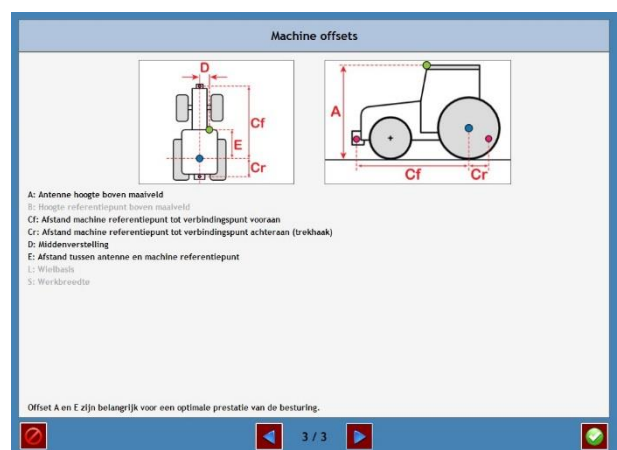 Machine offsets
D
Cf
E
Cr
A
Cf
Cr
A: Antenne hoogte boven maaiveld
B: Hoogte referentiepunt boven maaiveld
Cf: Afstand machine referentiepunt tot verbindingspunt vooraan
Cr: Afstand machine referentiepunt tot verbindingspunt achteraan (trekhaak)
D: Middenverstelling
E: Afstand tussen antenne en machine referentiepunt
L: Wielbasis
S: Werkbreedte
Offset A en E zijn belangrijk voor een optimale prestatie van de besturing.
3 / 3